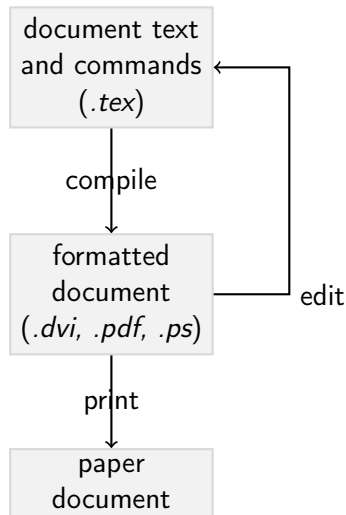 document text
and commands
(.tex)
compile
formatted
document
(.dvi, .pdf, .ps)
edit
print
paper
document